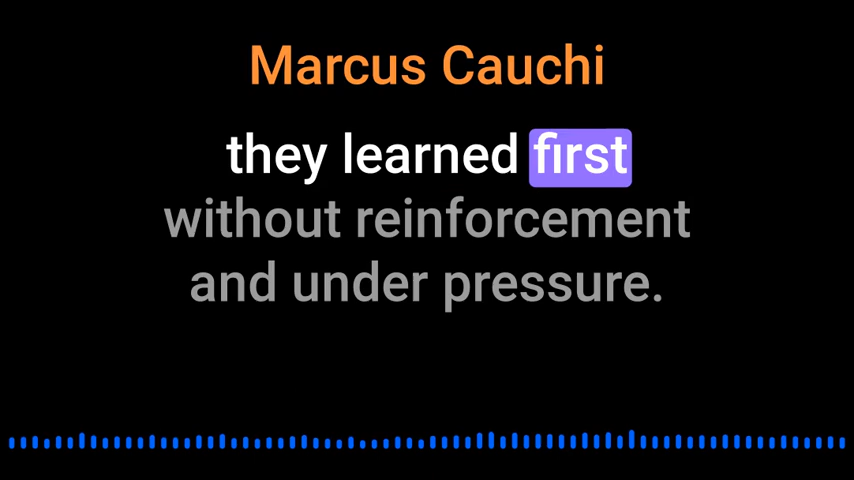 Marcus Cauchi
they learned first
without reinforcement
and under pressure.